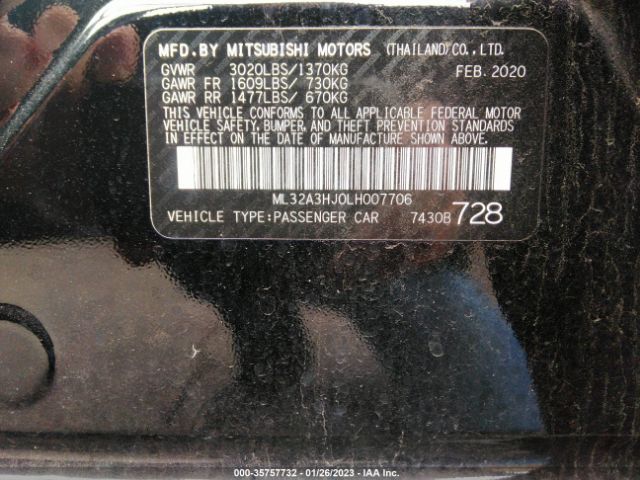 MFD. BY MITSUBISHI MOTORS (THAILAND) CO., LTD.
GVWR 3020LBS/1370KG FEB. 2020
GAWR FR 1609LBS/ 730KG
GAWR RR 1477LBS/ 670KG
THIS VEHICLE CONFORMS TO ALL APPLICABLE FEDERAL MOTOR
VEHICLE SAFETY, BUMPER, AND THEFT PREVENTION STANDARDS
IN EFFECT ON THE DATE OF MANUFACTURE SHOWN ABOVE.
ML32A3HJ0LH007706
VEHICLE TYPE:PASSENGER CAR 7430B 728
000-35757732 - 01/26/2023 - IAA Inc.